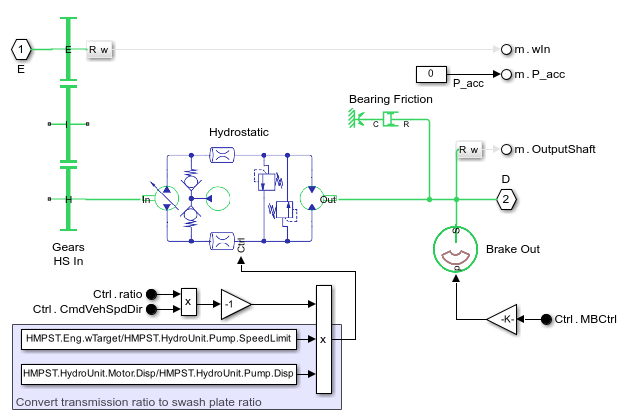 1
E
E
R w
m.wIn
0
P_acc
m.P_acc
Bearing Friction
C
R
I
Hydrostatic
R w
m.OutputShaft
D
2
H
In
Out
Gears
HS In
Ctrl
S
P
Brake Out
Ctrl.ratio
Ctrl.CmdVehSpdDir
x
-1
-K-
Ctrl.MBCtrl
HMPST.Eng.wTarget/HMPST.HydroUnit.Pump.SpeedLimit
x
HMPST.HydroUnit.Motor.Disp/HMPST.HydroUnit.Pump.Disp
Convert transmission ratio to swash plate ratio